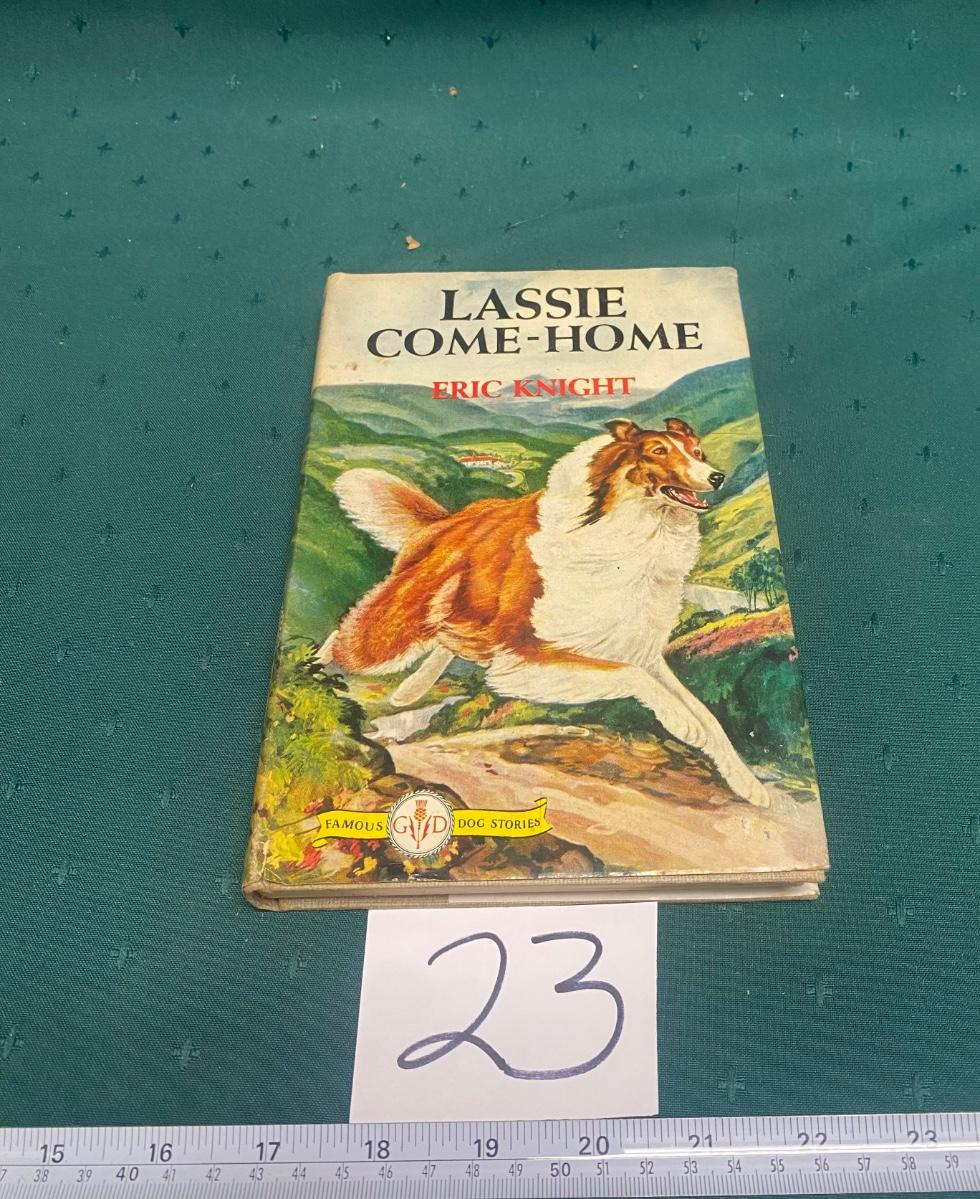 LASSIE
COME-HOME
ERIC KNIGHT
FAMOUS G D DOG STORIES
23
15 16 17 18 19 20 21 22 23
38 39 40 41 42 43 44 45 46 47 48 49 50 51 52 53 54 55 56 57 58 59